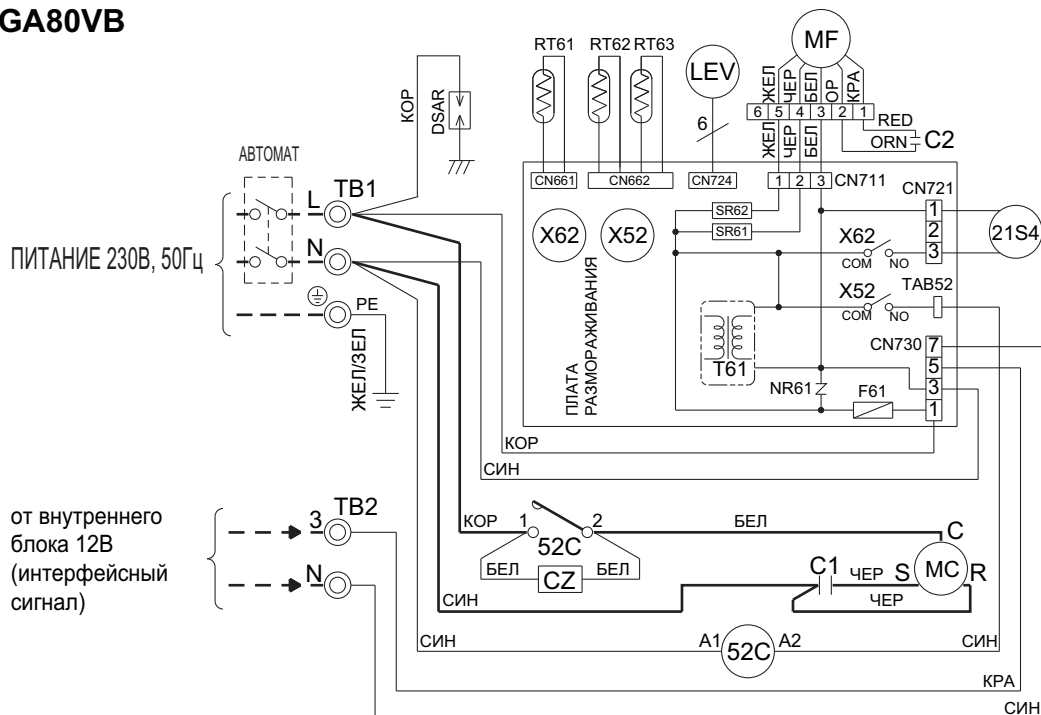 GA80VB
RT61 RT62 RT63
LEV
MF
ЖЕЛ ЧЕР БЕЛ ОР КРА
6 5 4 3 2 1
RED
ORN C2
ЖЕЛ ЧЕР БЕЛ
6
КОР
DSAR
АВТОМАТ
L TB1
N
PE
ЖЕЛ/ЗЕЛ
ПИТАНИЕ 230В, 50Гц
CN661 CN662 CN724
1 2 3 CN711
CN721
1
2
3
21S4
X62 X52
SR62
SR61
X62
COM NO
X52
COM NO
TAB52
ПЛАТА
РАЗМОРАЖИВАНИЯ
T61
NR61
F61
CN730
7
5
3
1
КОР
СИН
от внутреннего
блока 12В
(интерфейсный
сигнал)
3 TB2
N
КОР 1 2 БЕЛ
52C
БЕЛ CZ БЕЛ
C
S MC R
C1 ЧЕР
ЧЕР
СИН
СИН A1 52C A2 СИН
КРА
СИН